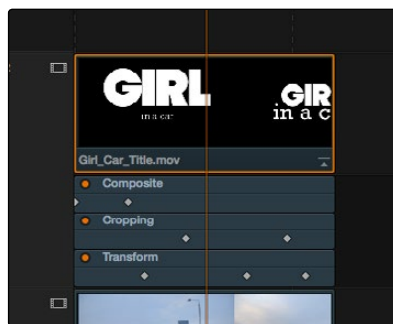 GIRL
in a car
GIR
in a c
Girl_Car_Title.mov
Composite
Cropping
Transform